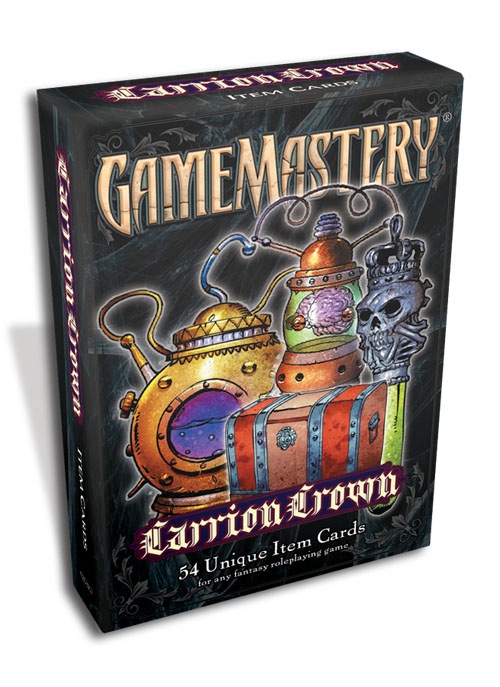 Carrion Crown
Item Cards
GameMastery®
Carrion Crown
Item Cards
Carrion Crown
54 Unique Item Cards
for any fantasy roleplaying game